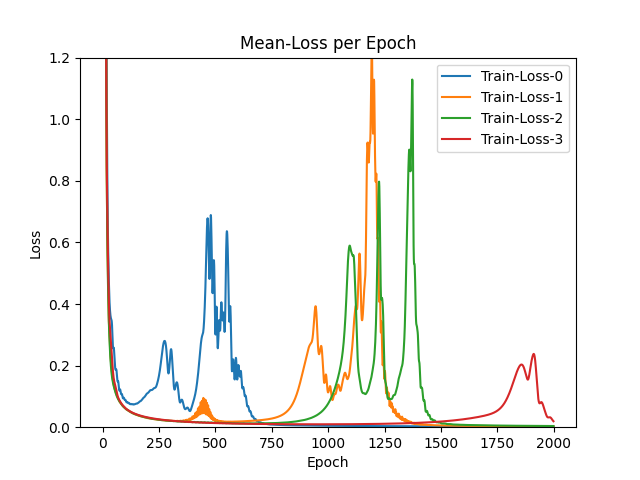 Mean-Loss per Epoch
Train-Loss-0
Train-Loss-1
Train-Loss-2
Train-Loss-3
1.2
1.0
0.8
0.6
0.4
0.2
0.0
Loss
0 250 500 750 1000 1250 1500 1750 2000
Epoch